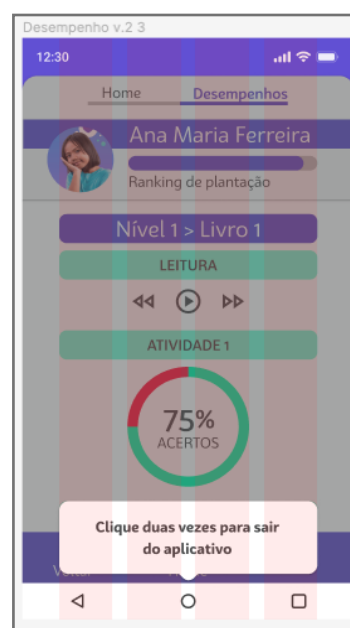 Desempenho v.2 3
12:30
Home Desempenhos
Ana Maria Ferreira
Ranking de plantação
Nível 1 > Livro 1
LEITURA
ATIVIDADE 1
75%
ACERTOS
Clique duas vezes para sair
do aplicativo